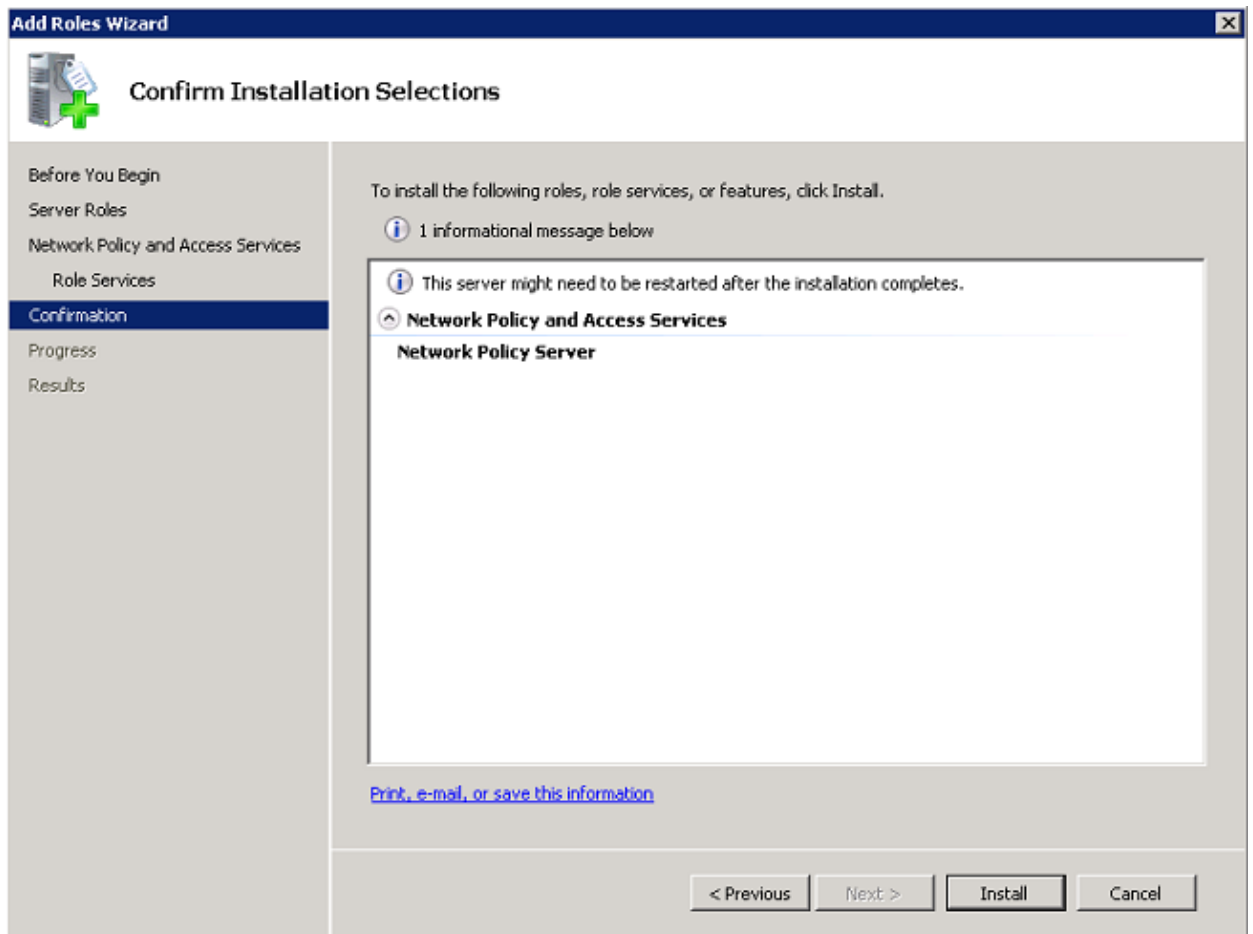 Add Roles Wizard
Confirm Installation Selections
Before You Begin
Server Roles
Network Policy and Access Services
Role Services
Confirmation
Progress
Results
To install the following roles, role services, or features, click Install.
1 informational message below
This server might need to be restarted after the installation completes.
Network Policy and Access Services
Network Policy Server
Print, e-mail, or save this information
< Previous
Next >
Install
Cancel